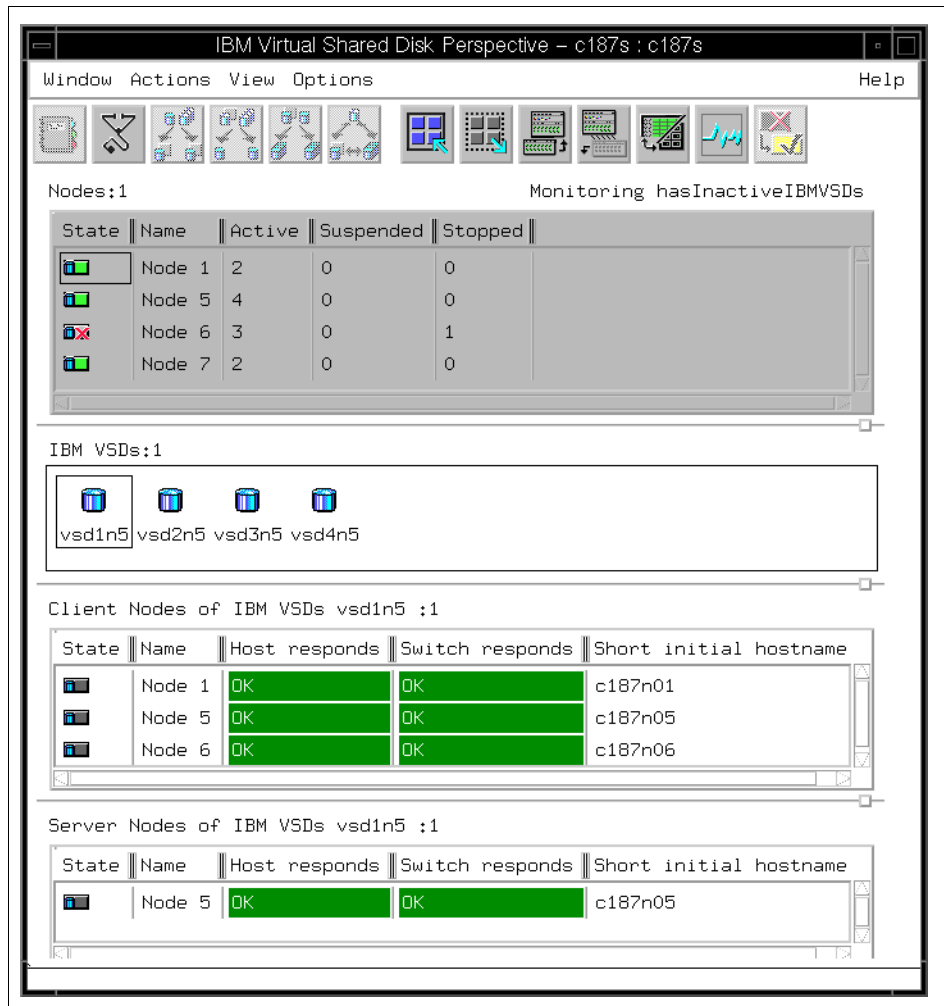 IBM Virtual Shared Disk Perspective – c187s : c187s
Window Actions View Options Help
Nodes:1 Monitoring hasInactiveIBMVSDs
State Name Active Suspended Stopped
Node 1 2 0 0
Node 5 4 0 0
Node 6 3 0 1
Node 7 2 0 0
IBM VSDs:1
vsd1n5 vsd2n5 vsd3n5 vsd4n5
Client Nodes of IBM VSDs vsd1n5 :1
State Name Host responds Switch responds Short initial hostname
Node 1 OK OK c187n01
Node 5 OK OK c187n05
Node 6 OK OK c187n06
Server Nodes of IBM VSDs vsd1n5 :1
State Name Host responds Switch responds Short initial hostname
Node 5 OK OK c187n05